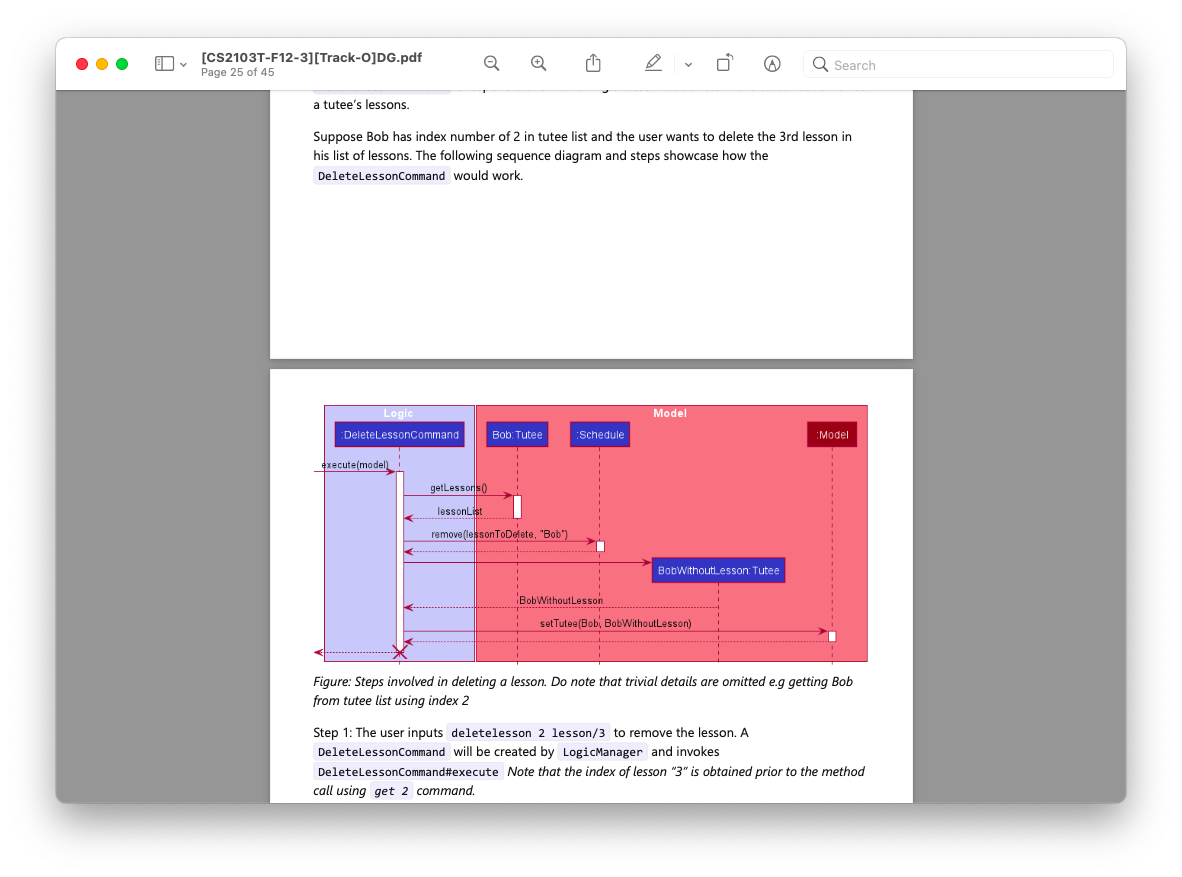 [CS2103T-F12-3][Track-O]DG.pdf
Page 25 of 45
Search
a tutee's lessons.
Suppose Bob has index number of 2 in tutee list and the user wants to delete the 3rd lesson in
his list of lessons. The following sequence diagram and steps showcase how the
DeleteLessonCommand would work.
Logic
Model
:DeleteLessonCommand
Bob:Tutee
:Schedule
:Model
execute(model)
getLessons()
lessonList
remove(lessonToDelete, "Bob")
BobWithoutLesson:Tutee
BobWithoutLesson
setTutee(Bob, BobWithoutLesson)
Figure: Steps involved in deleting a lesson. Do note that trivial details are omitted e.g getting Bob
from tutee list using index 2
Step 1: The user inputs deletelesson 2 lesson/3 to remove the lesson. A
DeleteLessonCommand will be created by LogicManager and invokes
DeleteLessonCommand#execute Note that the index of lesson "3" is obtained prior to the method
call using get 2 command.